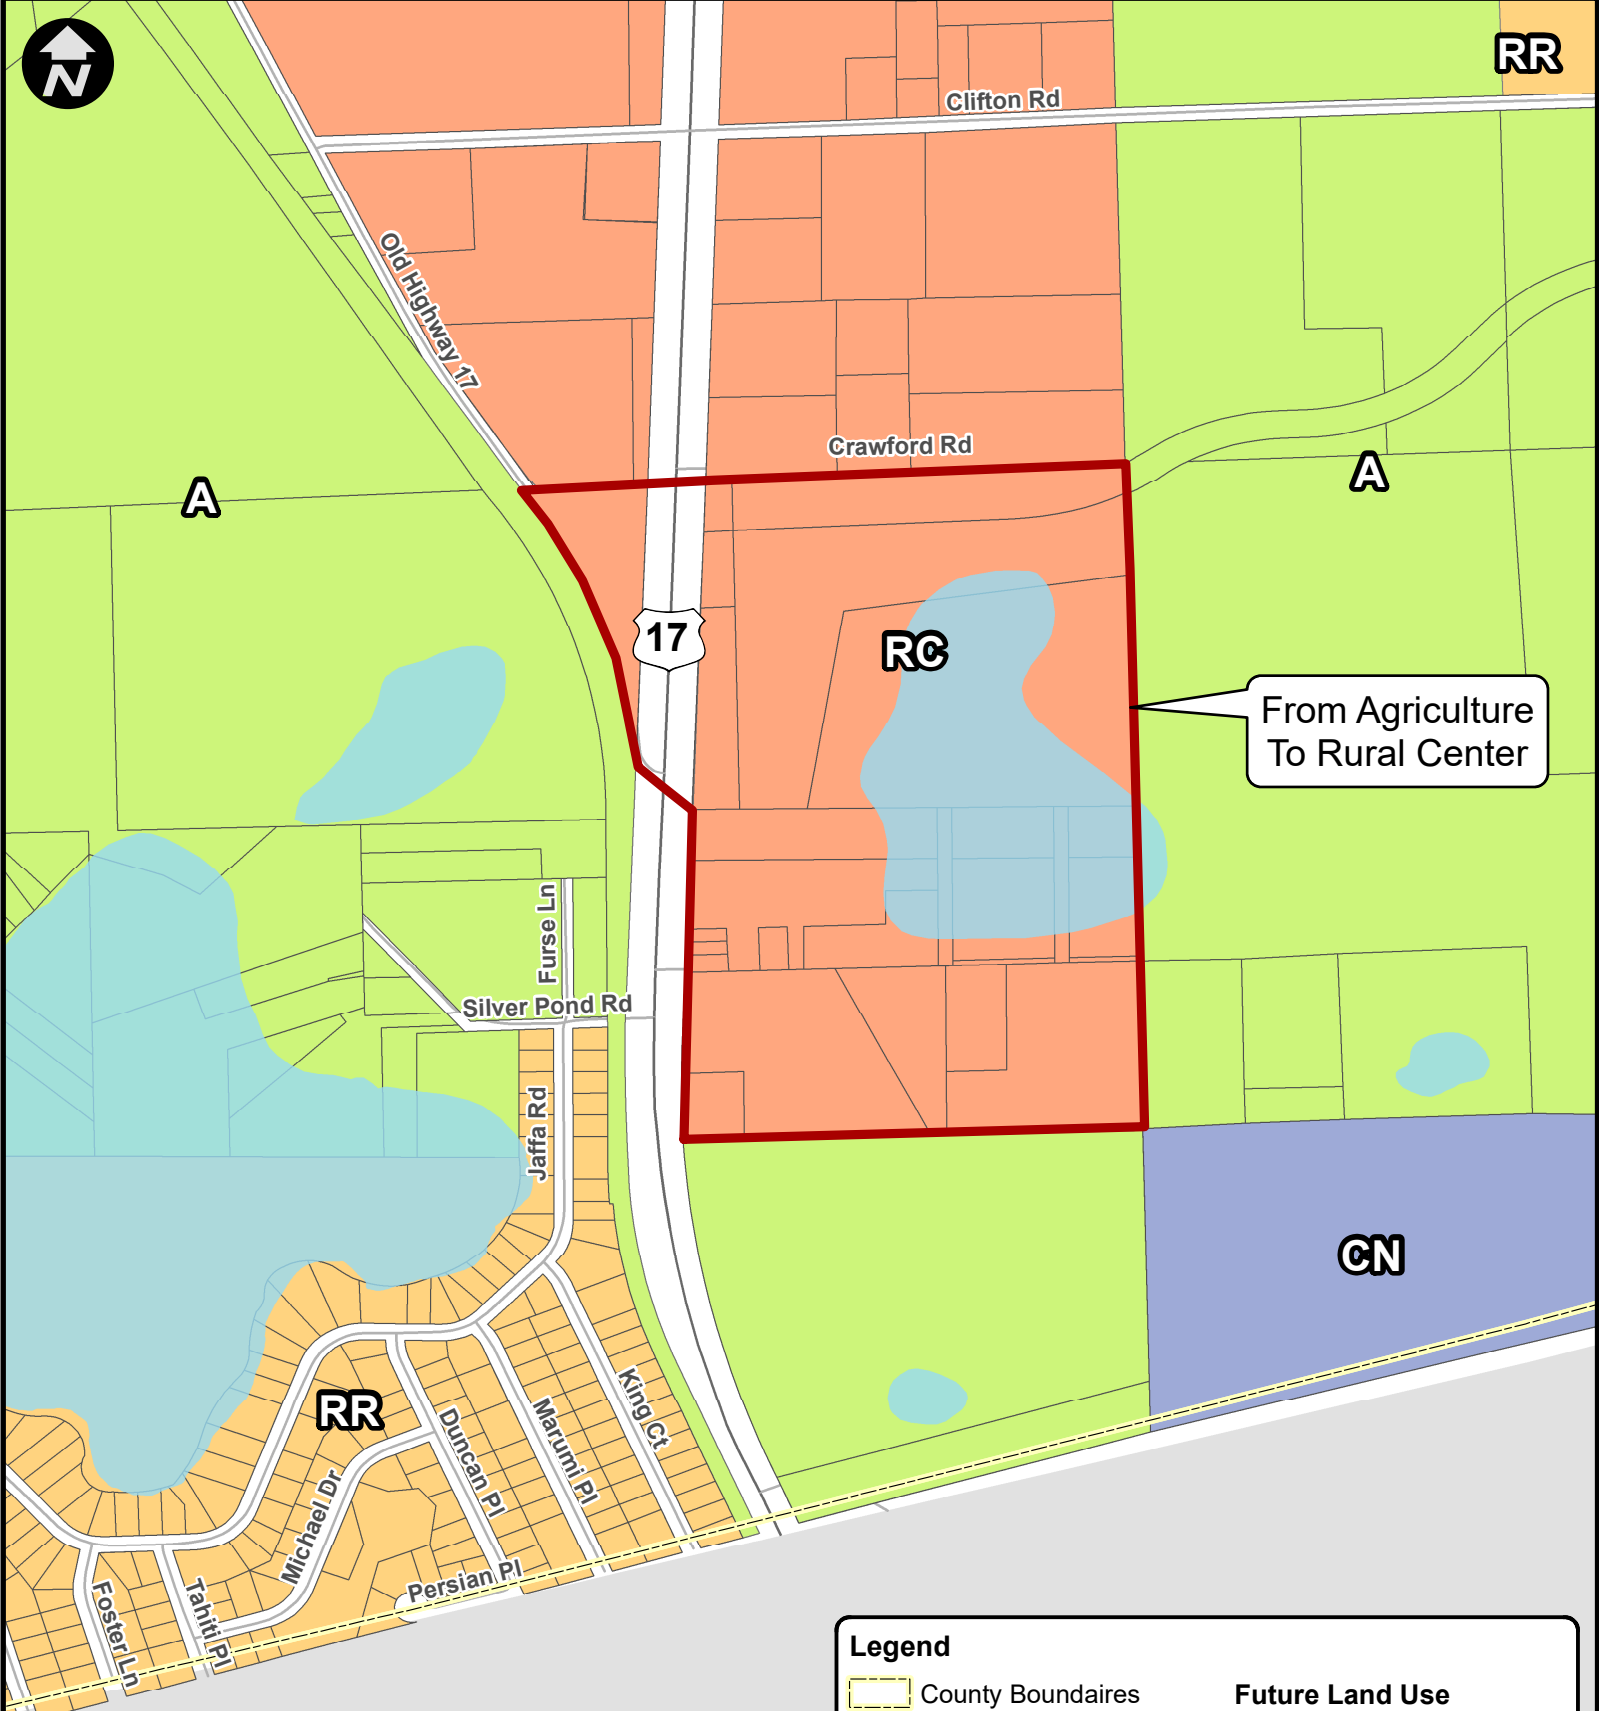 N
RR
Clifton Rd
Old Highway 17
Crawford Rd
A
A
17
RC
From Agriculture
To Rural Center
Furse Ln
Silver Pond Rd
Jaffa Rd
CN
RR
King Ct
Marumi Pl
Duncan Pl
Michael Dr
Persian Pl
Tahiti Pl
Foster Ln
Legend
County Boundaires
Future Land Use